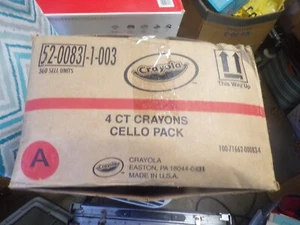 52-0083-1-003
360 SELL UNITS
Crayola
This Way Up
4 CT CRAYONS
CELLO PACK
A
Crayola
CRAYOLA
EASTON, PA 18044-0431
MADE IN U.S.A.